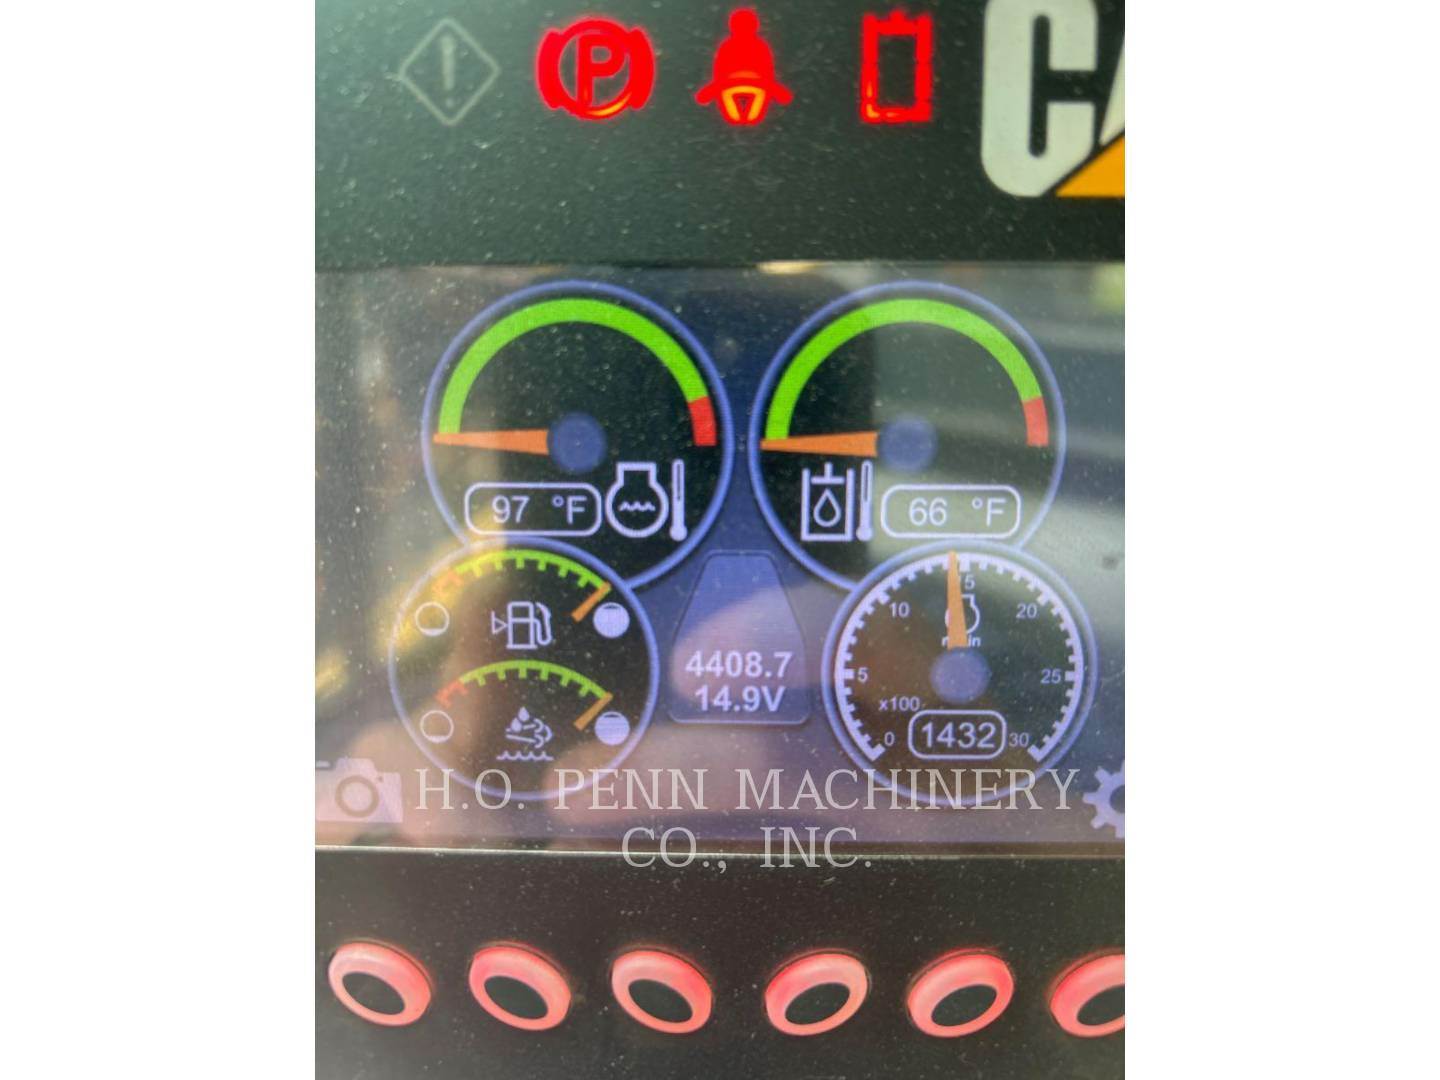 P
CA
97 °F
66 °F
10
15
20
5
25
min
x100
4408.7
14.9V
0
1432
30
H.O. PENN MACHINERY
CO., INC.